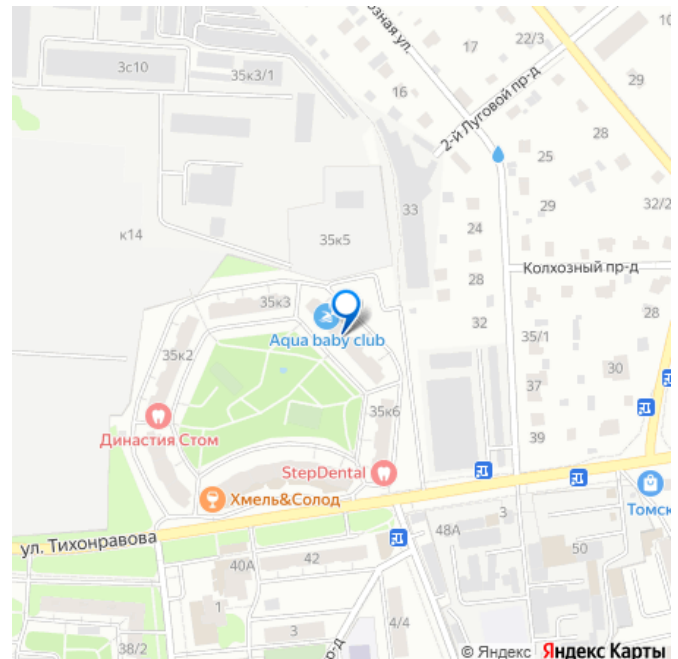 озная ул.
22/3
10
17
3с10
35к3/1
16
29
2-й Луговой пр-д
28
25
33
29
32/2
24
к14
35к5
Колхозный пр-д
28
35к3
28
Aqua baby club
32
35/1
35к2
30
37
35к6
Династия Стом
39
StepDental
Хмель&Солод
Томск
3
48А
ул. Тихонравова
50
42
40А
1
4/4
3
38/2
о-д
© Яндекс Яндекс Карты